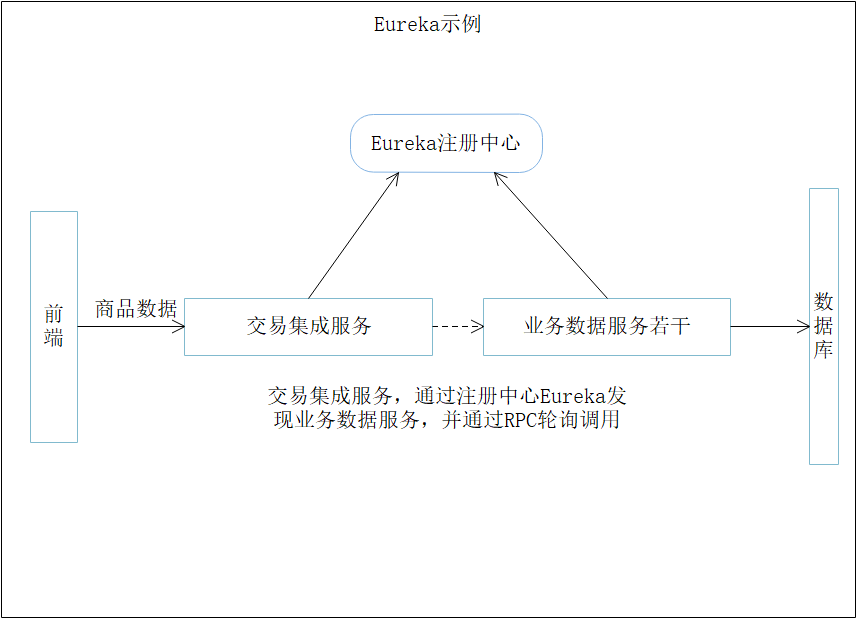 Eureka示例
Eureka注册中心
前
端
商品数据
交易集成服务
业务数据服务若干
数
据
库
交易集成服务，通过注册中心Eureka发
现业务数据服务，并通过RPC轮询调用